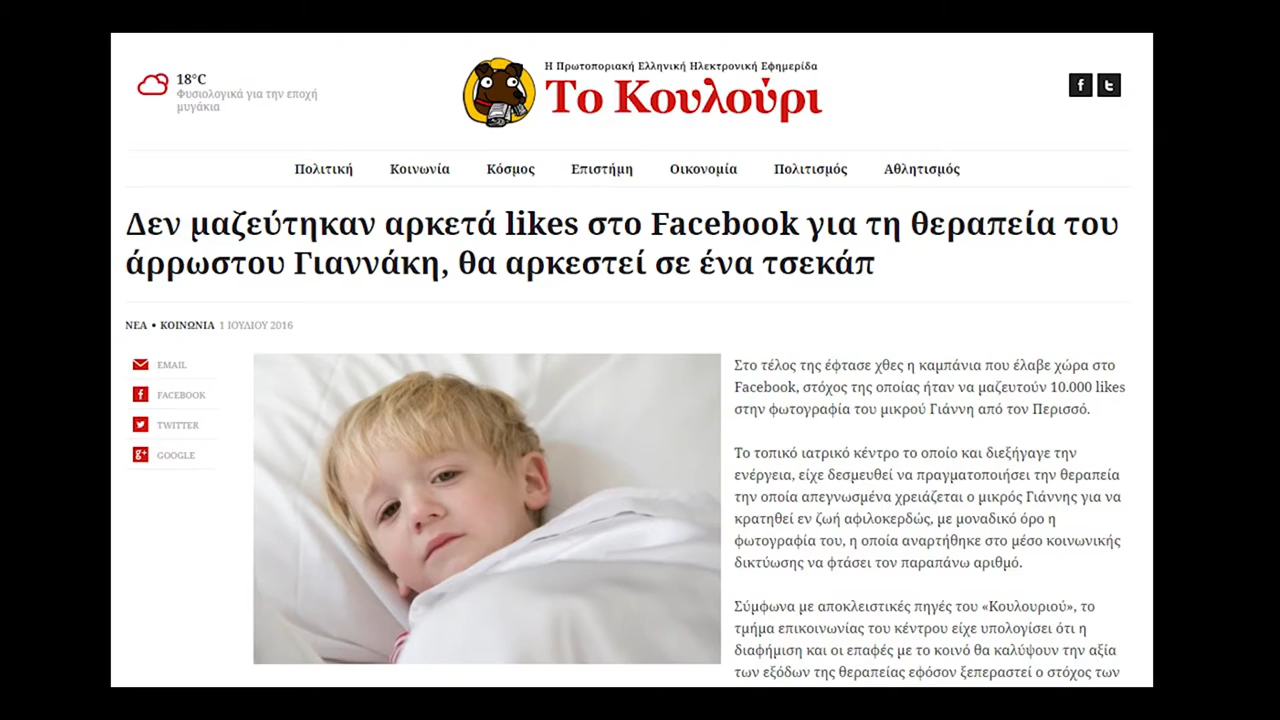 18°C
Φυσιολογικά για την εποχή
μυγάκια
Η Πρωτοποριακή Ελληνική Ηλεκτρονική Εφημερίδα
Το Κουλούρι
Πολιτική Κοινωνία Κόσμος Επιστήμη Οικονομία Πολιτισμός Αθλητισμός
Δεν μαζεύτηκαν αρκετά likes στο Facebook για τη θεραπεία του
άρρωστου Γιαννάκη, θα αρκεστεί σε ένα τσεκάπ
ΝΕΑ • ΚΟΙΝΩΝΙΑ 1 ΙΟΥΛΙΟΥ 2016
EMAIL
FACEBOOK
TWITTER
GOOGLE
Στο τέλος της έφτασε χθες η καμπάνια που έλαβε χώρα στο
Facebook, στόχος της οποίας ήταν να μαζευτούν 10.000 likes
στην φωτογραφία του μικρού Γιάννη από τον Περισσό.
Το τοπικό ιατρικό κέντρο το οποίο και διεξήγαγε την
ενέργεια, είχε δεσμευθεί να πραγματοποιήσει την θεραπεία
την οποία απεγνωσμένα χρειάζεται ο μικρός Γιάννης για να
κρατηθεί εν ζωή αφιλοκερδώς, με μοναδικό όρο η
φωτογραφία του, η οποία αναρτήθηκε στο μέσο κοινωνικής
δικτύωσης να φτάσει τον παραπάνω αριθμό.
Σύμφωνα με αποκλειστικές πηγές του «Κουλουριού», το
τμήμα επικοινωνίας του κέντρου είχε υπολογίσει ότι η
διαφήμιση και οι επαφές με το κοινό θα καλύψουν την αξία
των εξόδων της θεραπείας εφόσον ξεπεραστεί ο στόχος των